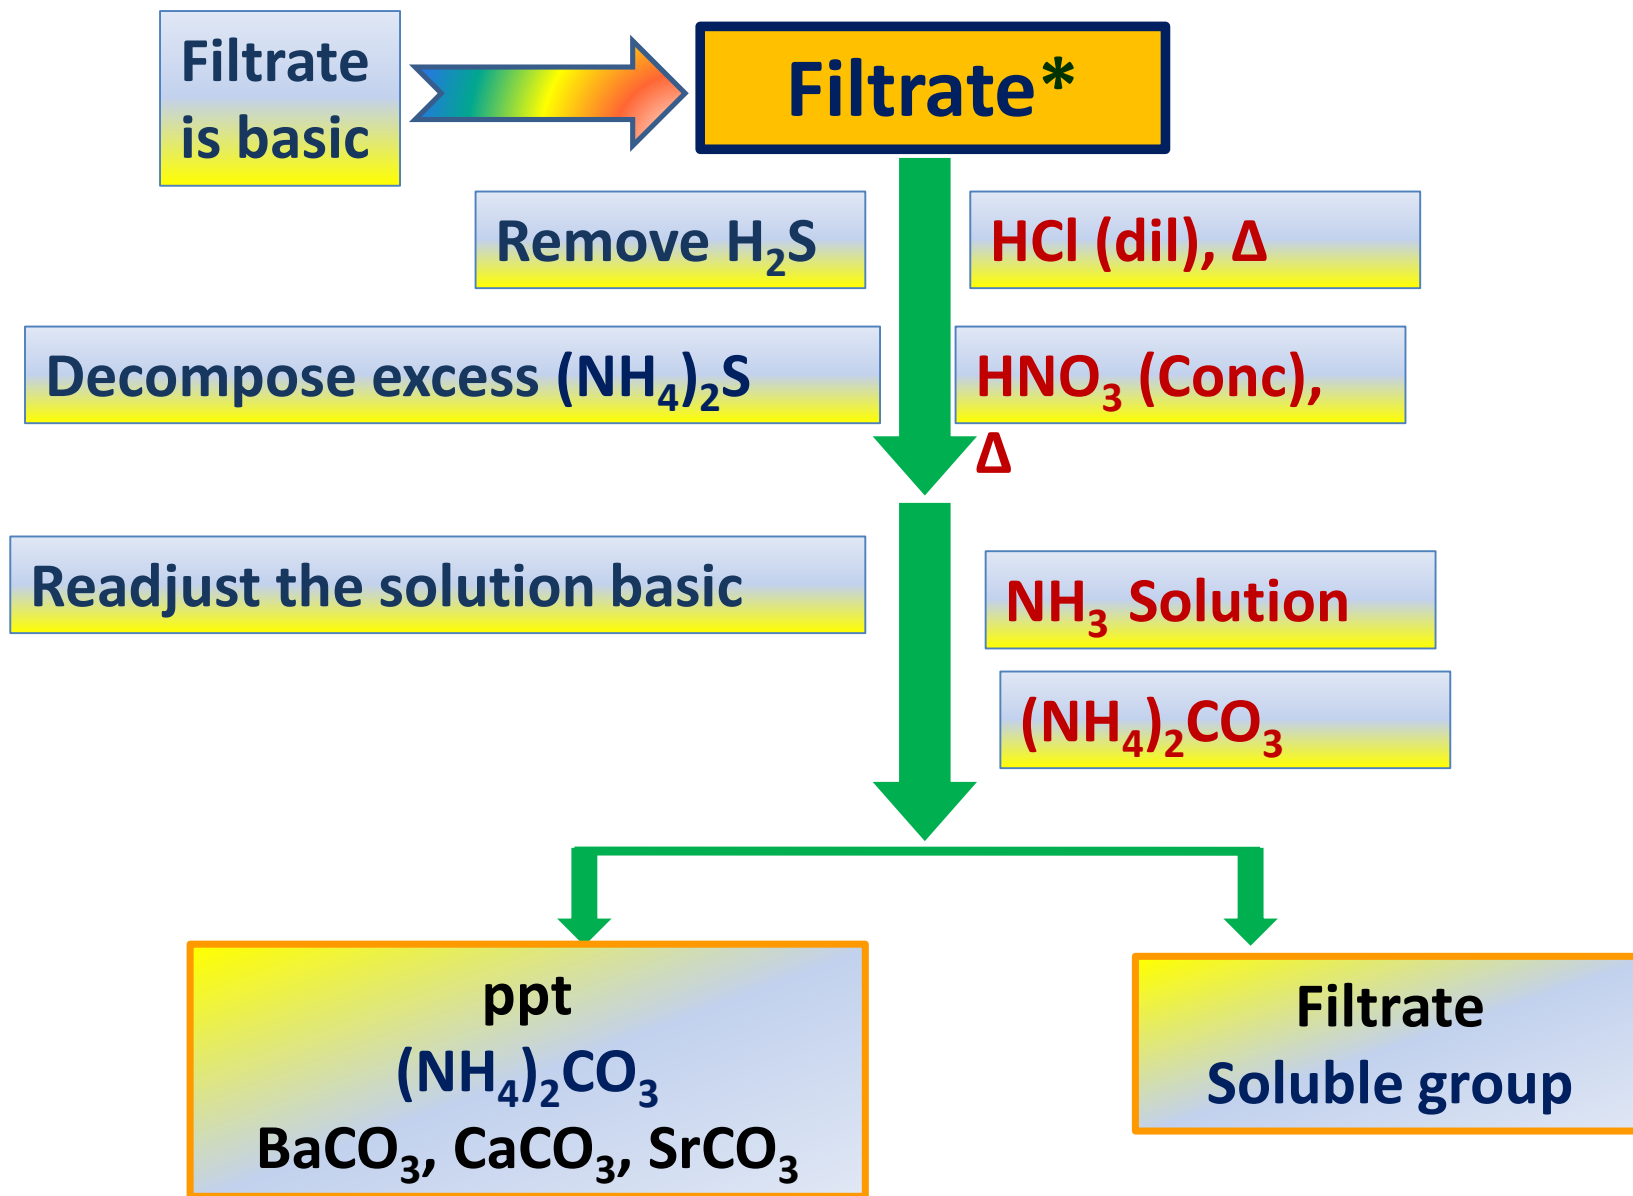 Filtrate
is basic
Filtrate*
Remove H₂S
HCl (dil), Δ
Decompose excess (NH₄)₂S
HNO₃ (Conc),
Δ
Readjust the solution basic
NH₃ Solution
(NH₄)₂CO₃
ppt
(NH₄)₂CO₃
BaCO₃, CaCO₃, SrCO₃
Filtrate
Soluble group